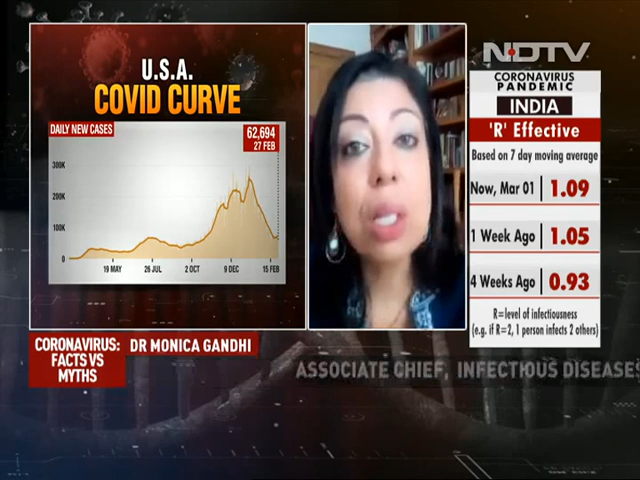 U.S.A.
COVID CURVE
DAILY NEW CASES
62,694
27 FEB
300K
200K
100K
0
19 MAY
26 JUL
2 OCT
9 DEC
15 FEB
NDTV
CORONAVIRUS
PANDEMIC
INDIA
'R' Effective
Based on 7 day moving average
Now, Mar 01 1.09
1 Week Ago 1.05
4 Weeks Ago 0.93
R=level of infectiousness
(e.g. if R=2, 1 person infects 2 others)
CORONAVIRUS:
FACTS VS
MYTHS
DR MONICA GANDHI
ASSOCIATE CHIEF, INFECTIOUS DISEASES